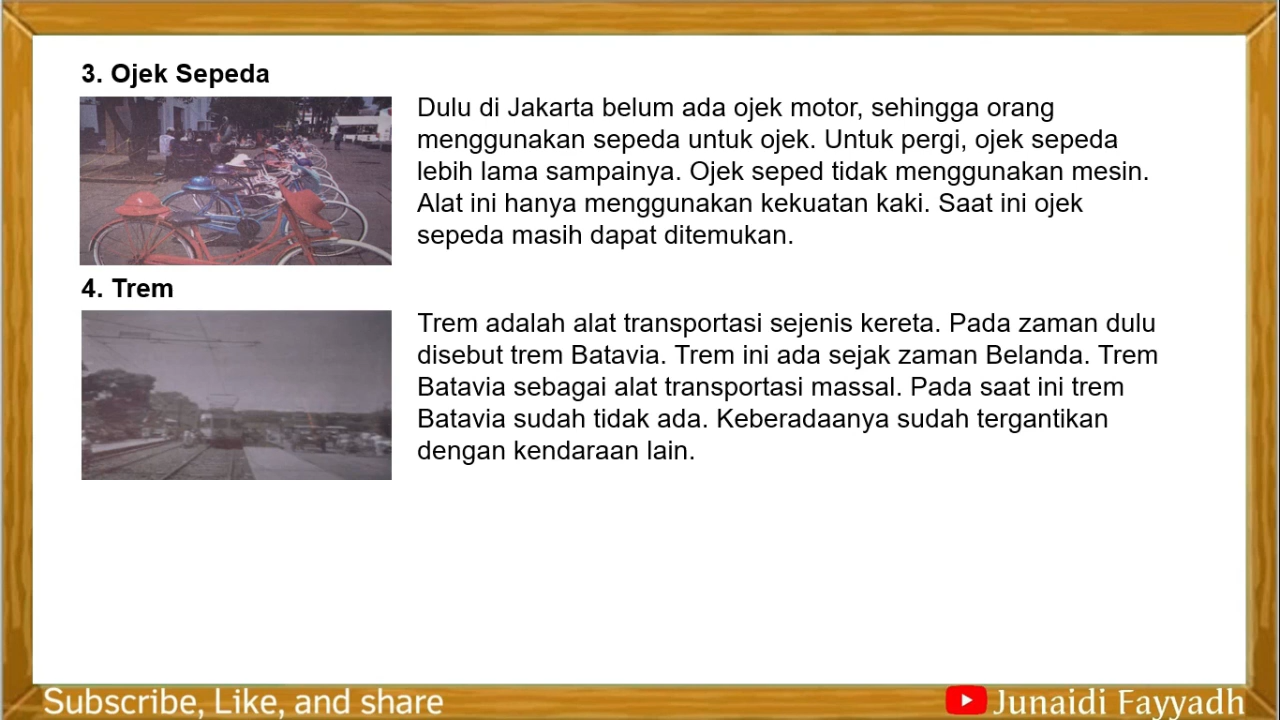 3. Ojek Sepeda
Dulu di Jakarta belum ada ojek motor, sehingga orang
menggunakan sepeda untuk ojek. Untuk pergi, ojek sepeda
lebih lama sampainya. Ojek seped tidak menggunakan mesin.
Alat ini hanya menggunakan kekuatan kaki. Saat ini ojek
sepeda masih dapat ditemukan.
4. Trem
Trem adalah alat transportasi sejenis kereta. Pada zaman dulu
disebut trem Batavia. Trem ini ada sejak zaman Belanda. Trem
Batavia sebagai alat transportasi massal. Pada saat ini trem
Batavia sudah tidak ada. Keberadaanya sudah tergantikan
dengan kendaraan lain.
Subscribe, Like, and share
Junaidi Fayyadh